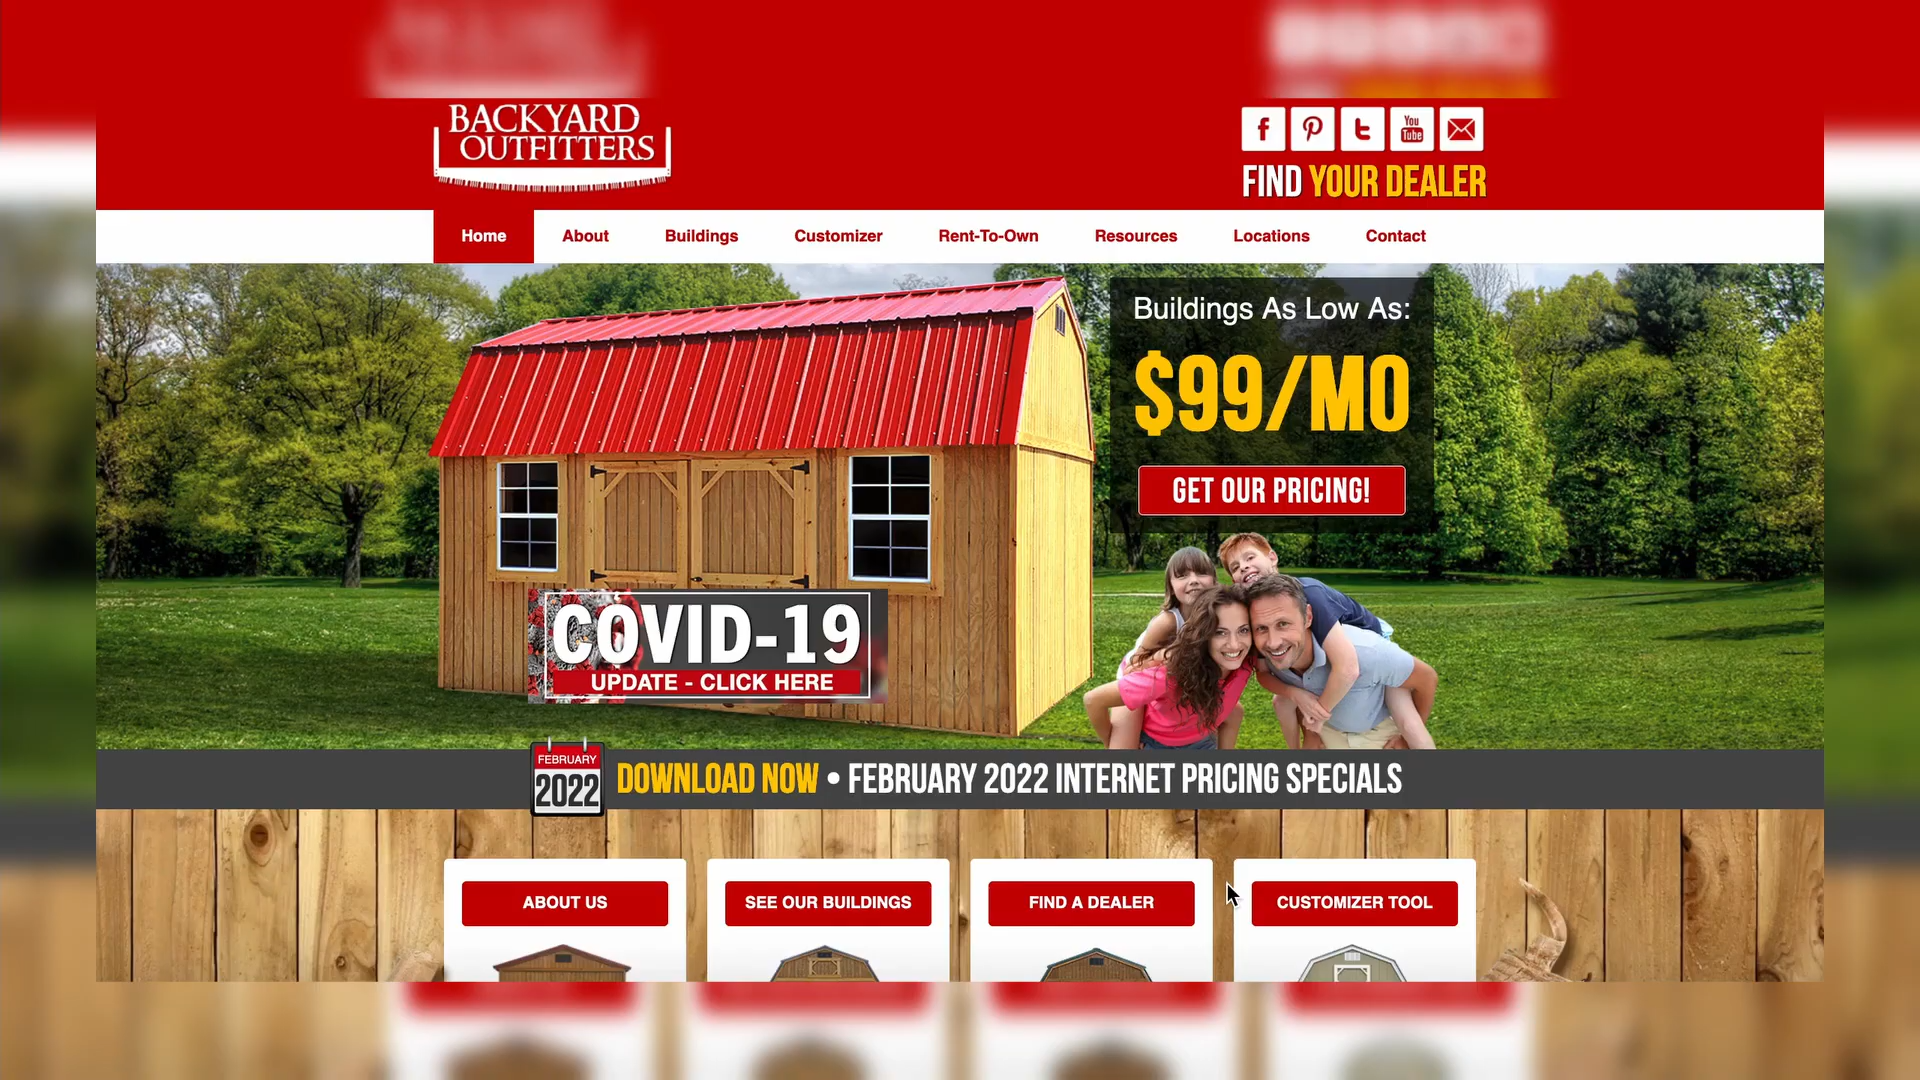 BACKYARD
OUTFITTERS
f
You
Tube
FIND YOUR DEALER
Home About Buildings Customizer Rent-To-Own Resources Locations Contact
Buildings As Low As:
$99/MO
GET OUR PRICING!
COVID-19
UPDATE - CLICK HERE
FEBRUARY
2022
DOWNLOAD NOW • FEBRUARY 2022 INTERNET PRICING SPECIALS
ABOUT US
SEE OUR BUILDINGS
FIND A DEALER
CUSTOMIZER TOOL